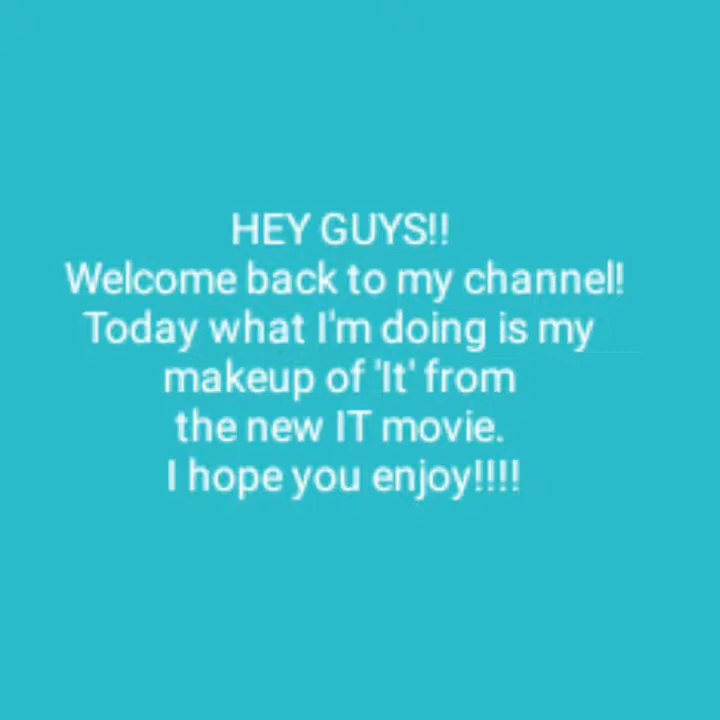 HEY GUYS!!
Welcome back to my channel!
Today what I'm doing is my
makeup of 'It' from
the new IT movie.
I hope you enjoy!!!!